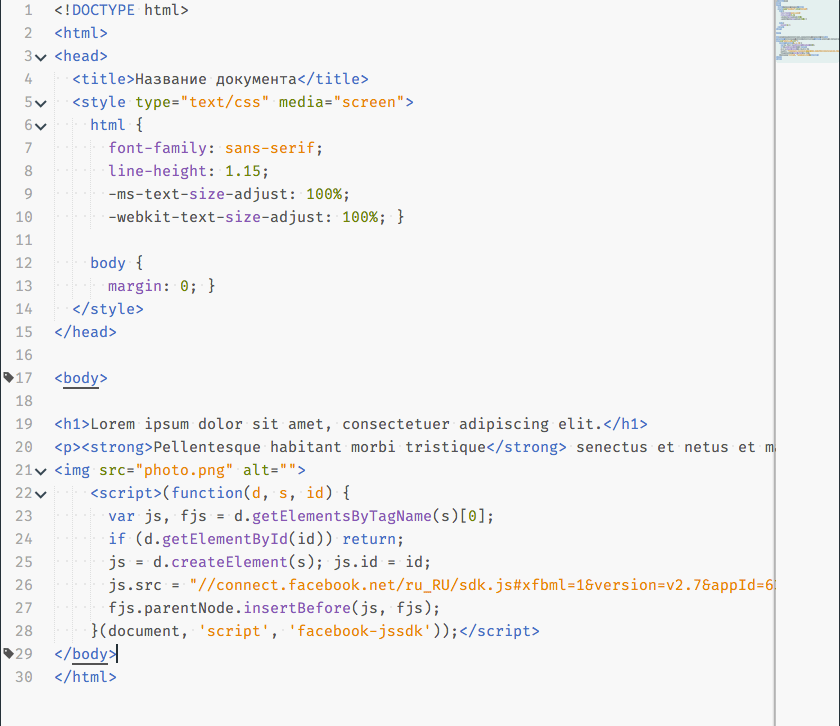 1 <!DOCTYPE html>
2 <html>
3 <head>
4 <title>Название документа</title>
5 <style type="text/css" media="screen">
6 html {
7 font-family: sans-serif;
8 line-height: 1.15;
9 -ms-text-size-adjust: 100%;
10 -webkit-text-size-adjust: 100%; }
11
12 body {
13 margin: 0; }
14 </style>
15 </head>
16
17 <body>
18
19 <h1>Lorem ipsum dolor sit amet, consectetuer adipiscing elit.</h1>
20 <p><strong>Pellentesque habitant morbi tristique</strong> senectus et netus et
21 <img src="photo.png" alt="">
22 <script>(function(d, s, id) {
23 var js, fjs = d.getElementsByTagName(s)[0];
24 if (d.getElementById(id)) return;
25 js = d.createElement(s); js.id = id;
26 js.src = "//connect.facebook.net/ru_RU/sdk.js#xfbml=1&version=v2.7&appId=6
27 fjs.parentNode.insertBefore(js, fjs);
28 }(document, 'script', 'facebook-jssdk'));</script>
29 </body>
30 </html>